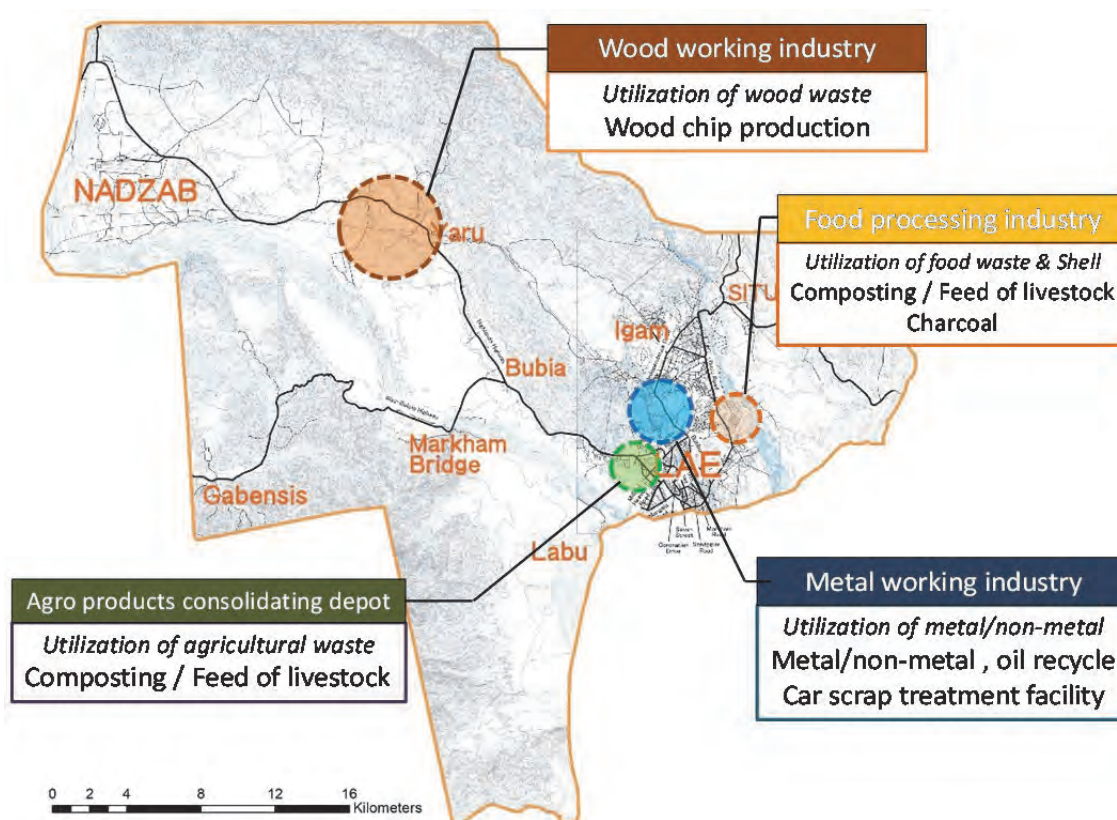 Wood working industry
Utilization of wood waste
Wood chip production
NADZAB
Yaru
Food processing industry
Utilization of food waste & Shell
Composting / Feed of livestock
Charcoal
SITU
Igam
Bubia
Markham
Bridge
Gabensis
LAE
Labu
Coronation
Drive
Agro products consolidating depot
Utilization of agricultural waste
Composting / Feed of livestock
Metal working industry
Utilization of metal/non-metal
Metal/non-metal , oil recycle
Car scrap treatment facility
0 2 4 8 12 16
Kilometers